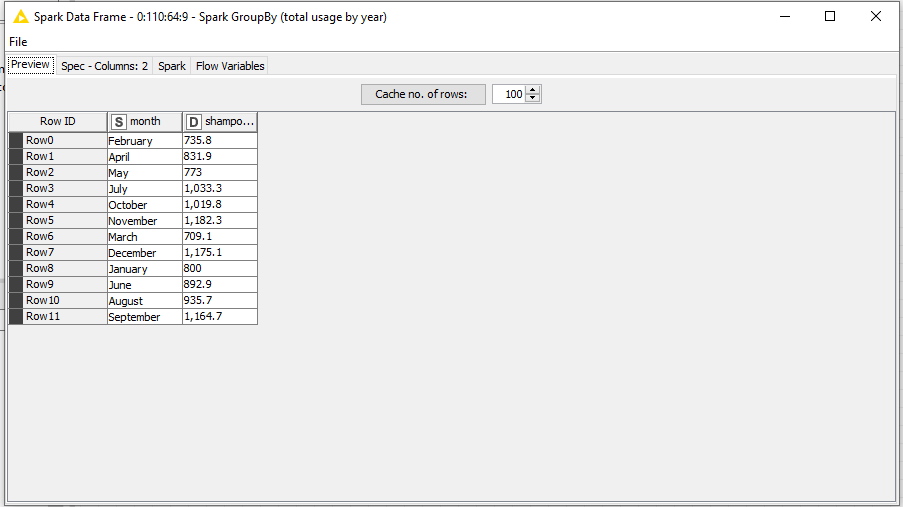 Spark Data Frame - 0:110:64:9 - Spark GroupBy (total usage by year)
File
Preview Spec - Columns: 2 Spark Flow Variables
Cache no. of rows: 100
Row ID S month D shampo...
Row0 February 735.8
Row1 April 831.9
Row2 May 773
Row3 July 1,033.3
Row4 October 1,019.8
Row5 November 1,182.3
Row6 March 709.1
Row7 December 1,175.1
Row8 January 800
Row9 June 892.9
Row10 August 935.7
Row11 September 1,164.7